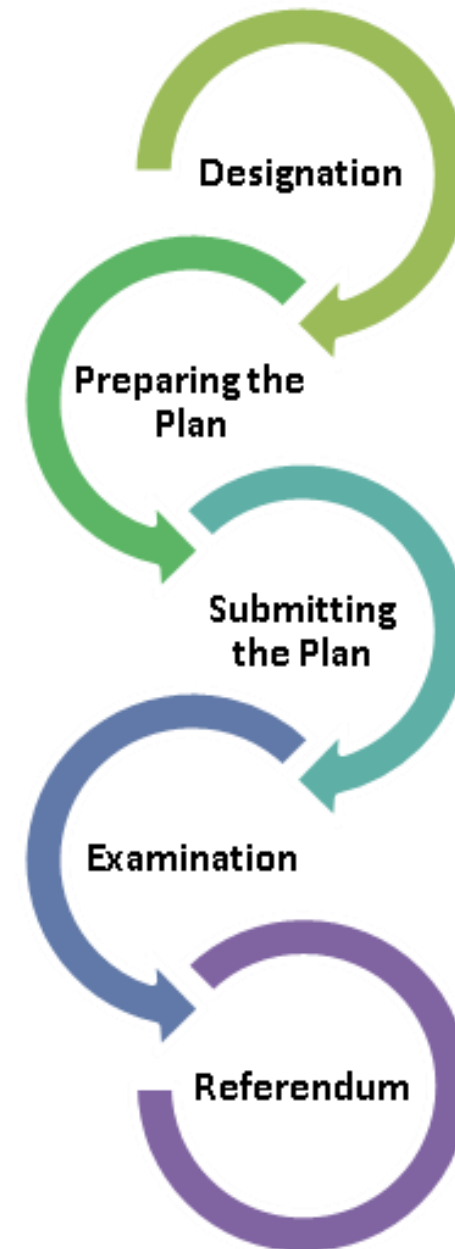 Designation
Preparing the
Plan
Submitting
the Plan
Examination
Referendum